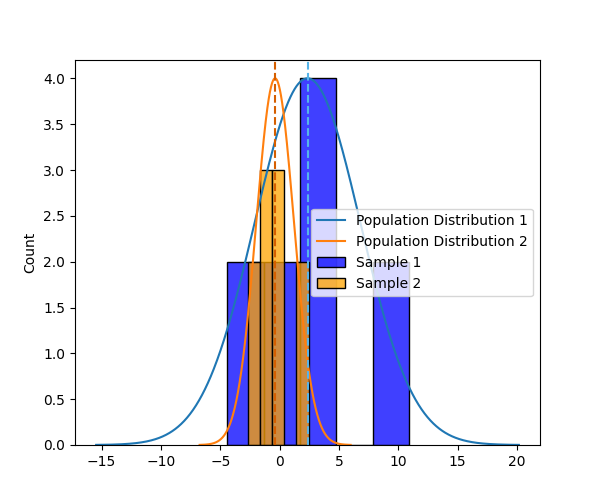 4.0
3.5
3.0
2.5
2.0
1.5
1.0
0.5
0.0
Count
Population Distribution 1
Population Distribution 2
Sample 1
Sample 2
−15 −10 −5 0 5 10 15 20